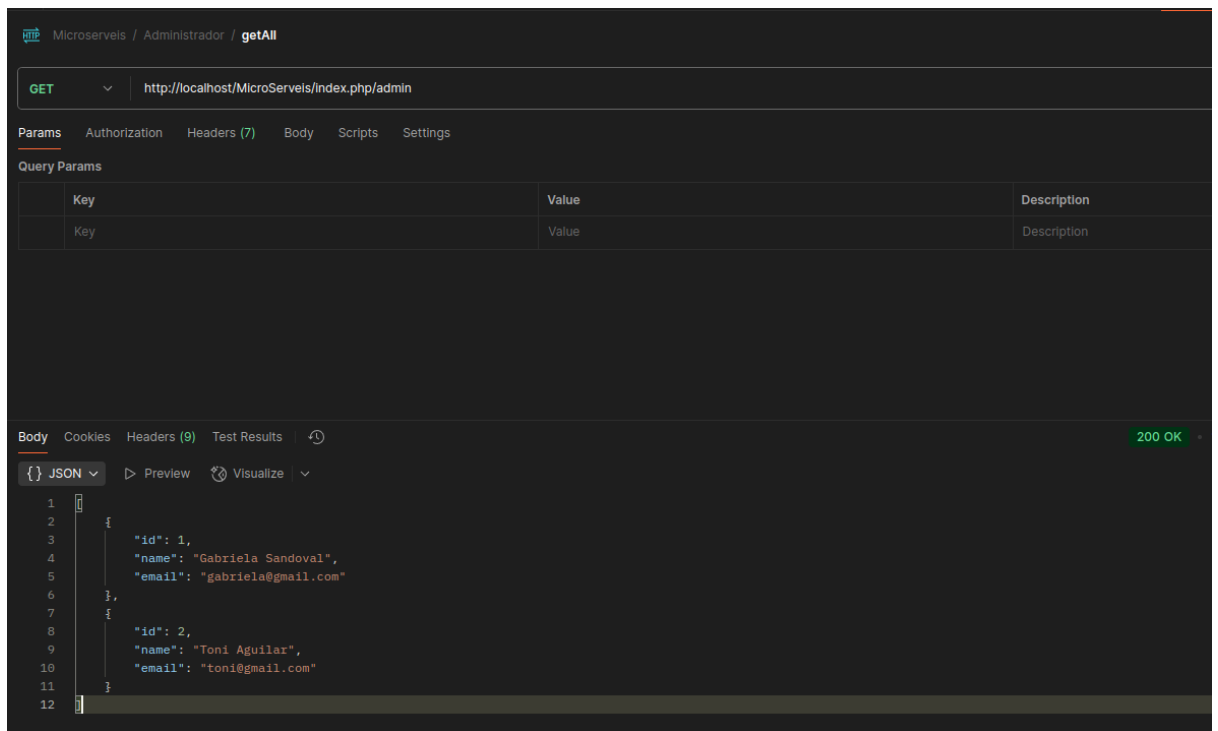 HTTP Microserveis / Administrador / getAll
GET http://localhost/MicroServeis/index.php/admin
Params Authorization Headers (7) Body Scripts Settings
Query Params
Key Value Description
Key Value Description
Body Cookies Headers (9) Test Results 200 OK
{ } JSON Preview Visualize
1 [
2 {
3 "id": 1,
4 "name": "Gabriela Sandoval",
5 "email": "gabriela@gmail.com"
6 },
7 {
8 "id": 2,
9 "name": "Toni Aguilar",
10 "email": "toni@gmail.com"
11 }
12 ]